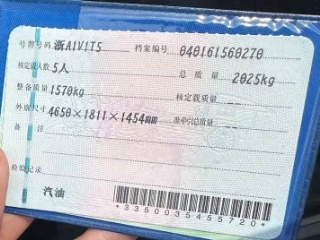 号牌号码 浙A1V1T5 档案编号 040161560270
核定载人数 5人 总质量 2025kg
整备质量 1570kg 核定载质量 --
外廓尺寸 4650×1811×1454mm 准牵引总质量 --
备注
检验记录
汽油
*3350035455720*